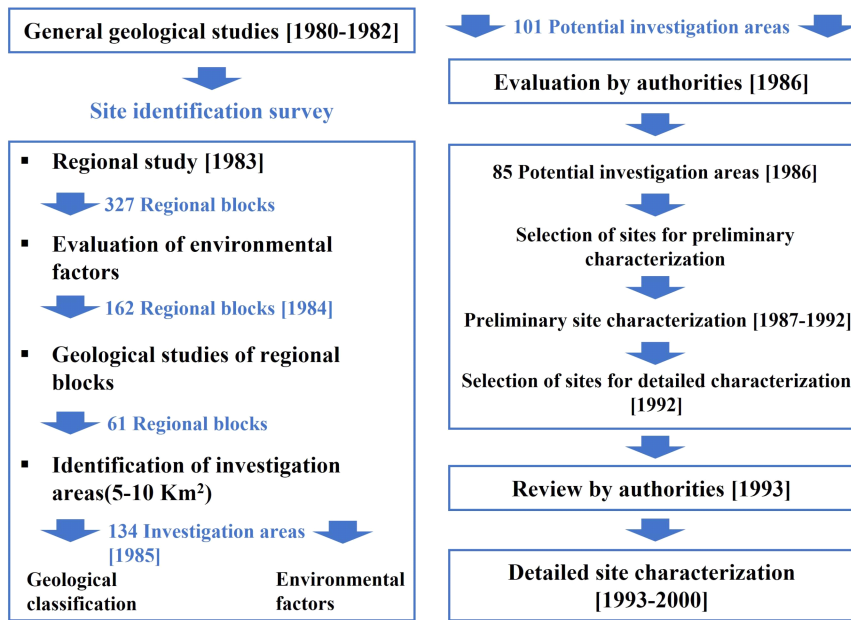 General geological studies [1980-1982]
Site identification survey
▪ Regional study [1983]
327 Regional blocks
▪ Evaluation of environmental
factors
162 Regional blocks [1984]
▪ Geological studies of regional
blocks
61 Regional blocks
▪ Identification of investigation
areas(5-10 Km²)
134 Investigation areas
[1985]
Geological
classification
Environmental
factors
101 Potential investigation areas
Evaluation by authorities [1986]
85 Potential investigation areas [1986]
Selection of sites for preliminary
characterization
Preliminary site characterization [1987-1992]
Selection of sites for detailed characterization
[1992]
Review by authorities [1993]
Detailed site characterization
[1993-2000]